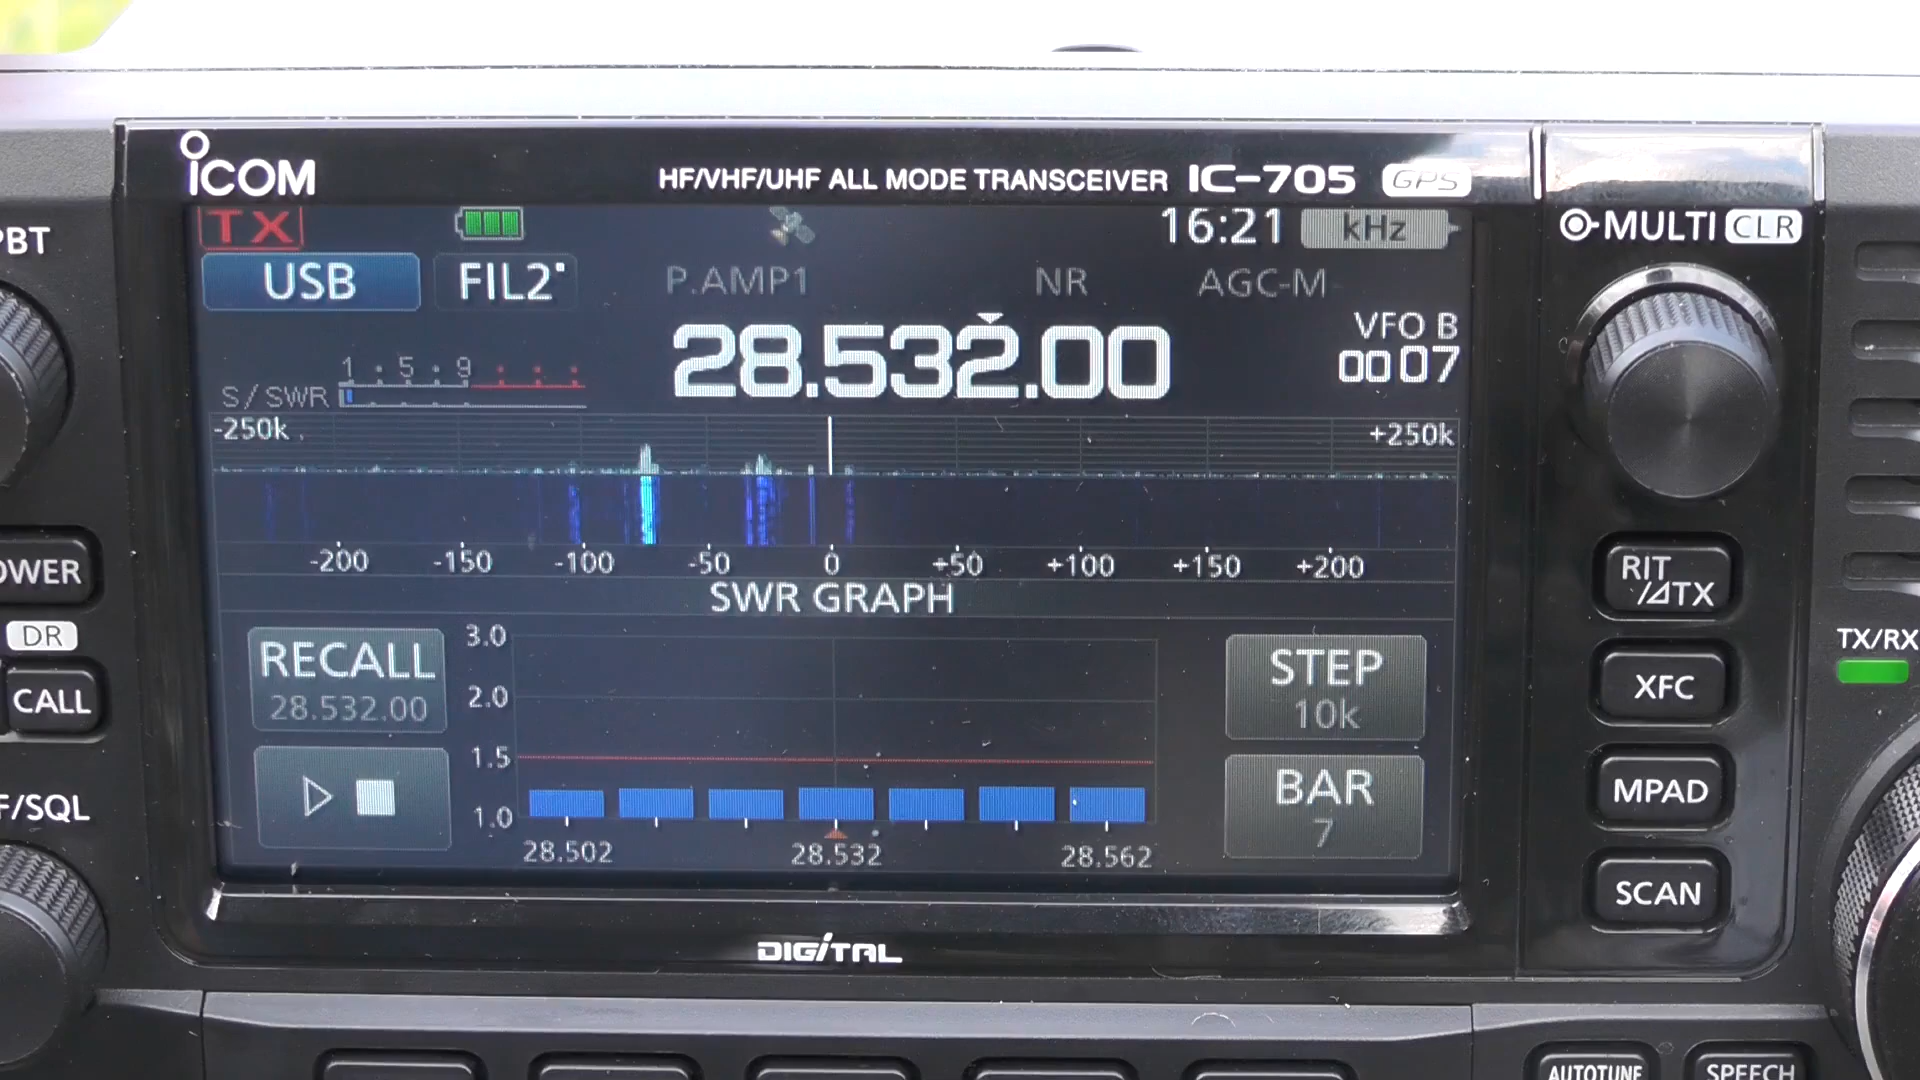 ICOM
HF/VHF/UHF ALL MODE TRANSCEIVER IC-705 GPS
TX
16:21
kHz
MULTI CLR
PBT
USB
FIL2
P.AMP1
NR
AGC-M
28.532.00
VFO B
0007
1 5 9
S/SWR
-250k
+250k
-200 -150 -100 -50 0 +50 +100 +150 +200
SWR GRAPH
RECALL
28.532.00
3.0
2.0
1.5
1.0
28.502 28.532 28.562
STEP
10k
BAR
7
RIT
/⊿TX
XFC
MPAD
SCAN
TX/RX
OWER
DR
CALL
F/SQL
DIGITAL
AUTOTUNE
SPEECH